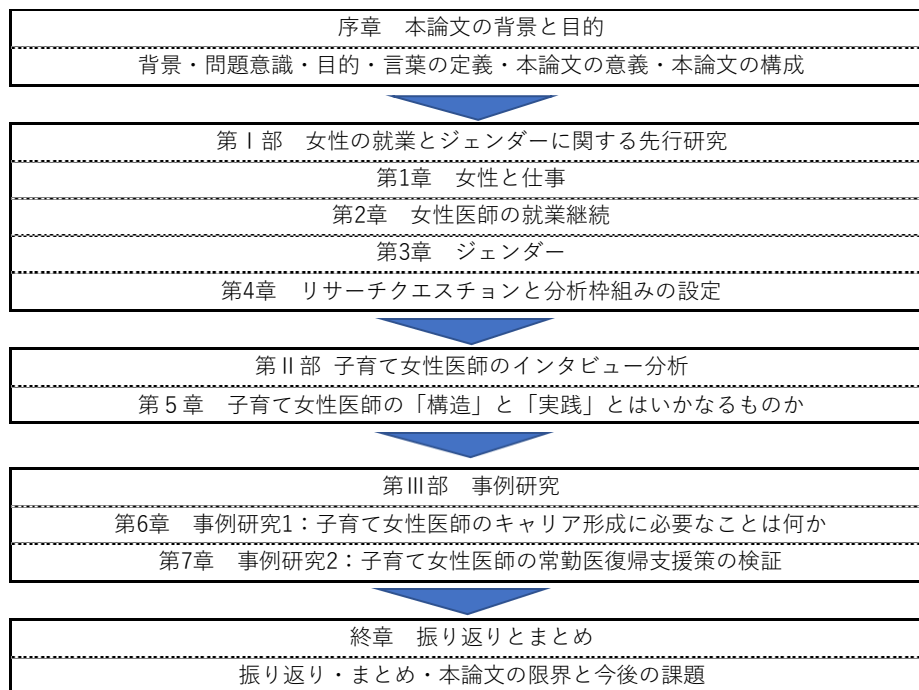 序章　本論文の背景と目的
背景・問題意識・目的・言葉の定義・本論文の意義・本論文の構成
第Ⅰ部　女性の就業とジェンダーに関する先行研究
第1章　女性と仕事
第2章　女性医師の就業継続
第3章　ジェンダー
第4章　リサーチクエスチョンと分析枠組みの設定
第Ⅱ部 子育て女性医師のインタビュー分析
第５章　子育て女性医師の「構造」と「実践」とはいかなるものか
第Ⅲ部　事例研究
第6章　事例研究1：子育て女性医師のキャリア形成に必要なことは何か
第7章　事例研究2：子育て女性医師の常勤医復帰支援策の検証
終章　振り返りとまとめ
振り返り・まとめ・本論文の限界と今後の課題